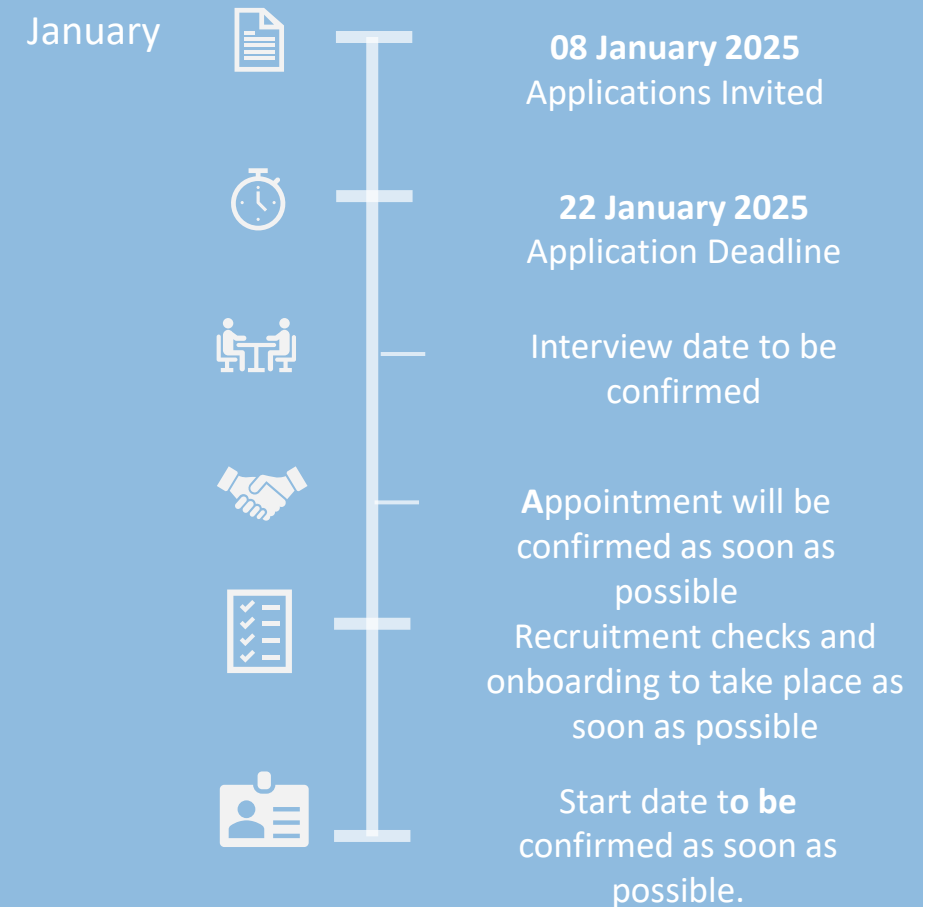 January
08 January 2025
Applications Invited
22 January 2025
Application Deadline
Interview date to be
confirmed
Appointment will be
confirmed as soon as
possible
Recruitment checks and
onboarding to take place as
soon as possible
Start date to be
confirmed as soon as
possible.